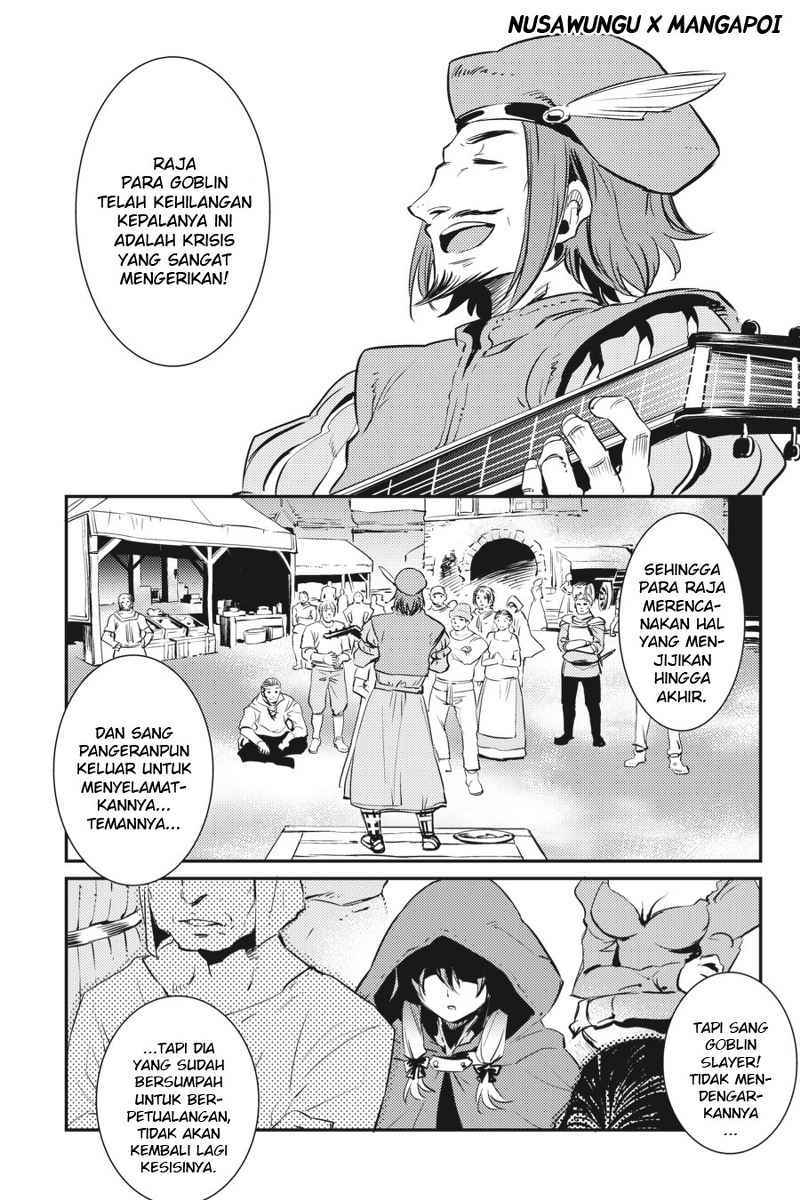 NUSAWUNGU X MANGAPOI
RAJA
PARA GOBLIN
TELAH KEHILANGAN
KEPALANYA INI
ADALAH KRISIS
YANG SANGAT
MENGERIKAN!
SEHINGGA
PARA RAJA
MERENCA-
NAKAN HAL
YANG MEN-
JIJIKAN
HINGGA
AKHIR.
DAN SANG
PANGERANPUN
KELUAR UNTUK
MENYELAMAT-
KANNYA...
TEMANNYA...
TAPI SANG
GOBLIN
SLAYER!
TIDAK MEN-
DENGAR-
KANNYA
...
...TAPI DIA
YANG SUDAH
BERSUMPAH
UNTUK BER-
PETUALANGAN,
TIDAK AKAN
KEMBALI LAGI
KESISINYA.